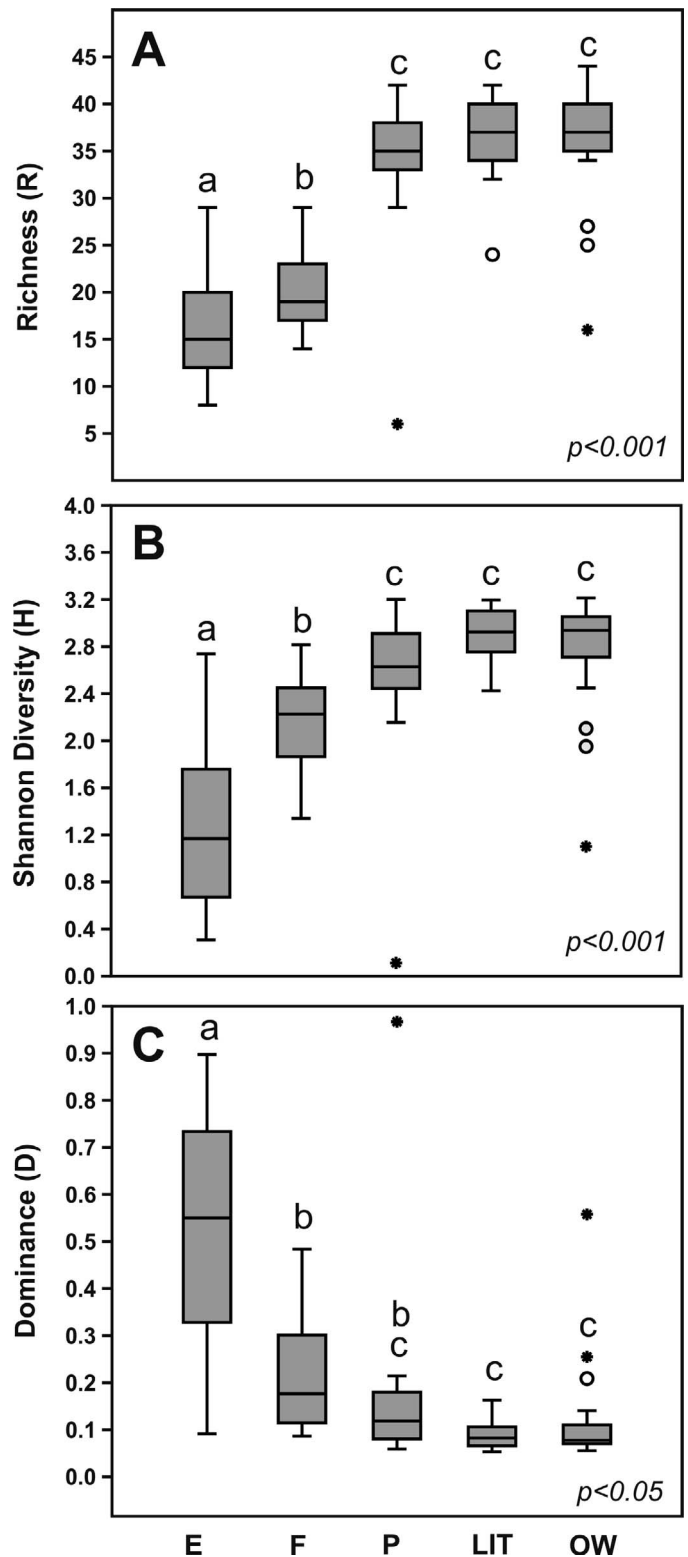 A
Richness (R)
45
40
35
30
25
20
15
10
5
a
b
c
c
c
p<0.001
B
Shannon Diversity (H)
4.0
3.6
3.2
2.8
2.4
2.0
1.6
1.2
0.8
0.4
0.0
a
b
c
c
c
p<0.001
C
Dominance (D)
1.0
0.9
0.8
0.7
0.6
0.5
0.4
0.3
0.2
0.1
0.0
a
b
b
c
c
c
p<0.05
E F P LIT OW